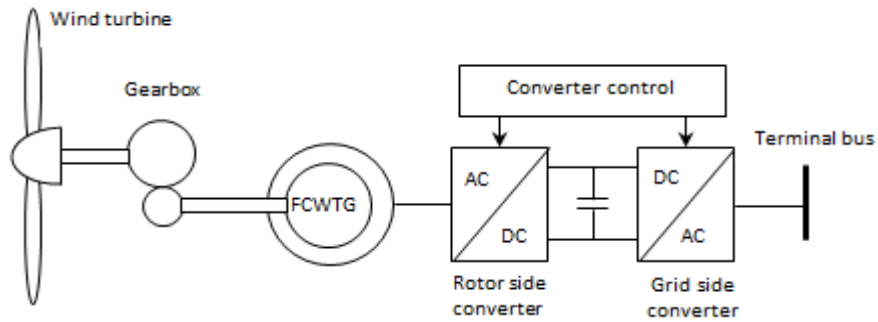 Wind turbine
Gearbox
Converter control
Terminal bus
FCWTG
AC
DC
DC
AC
Rotor side
converter
Grid side
converter